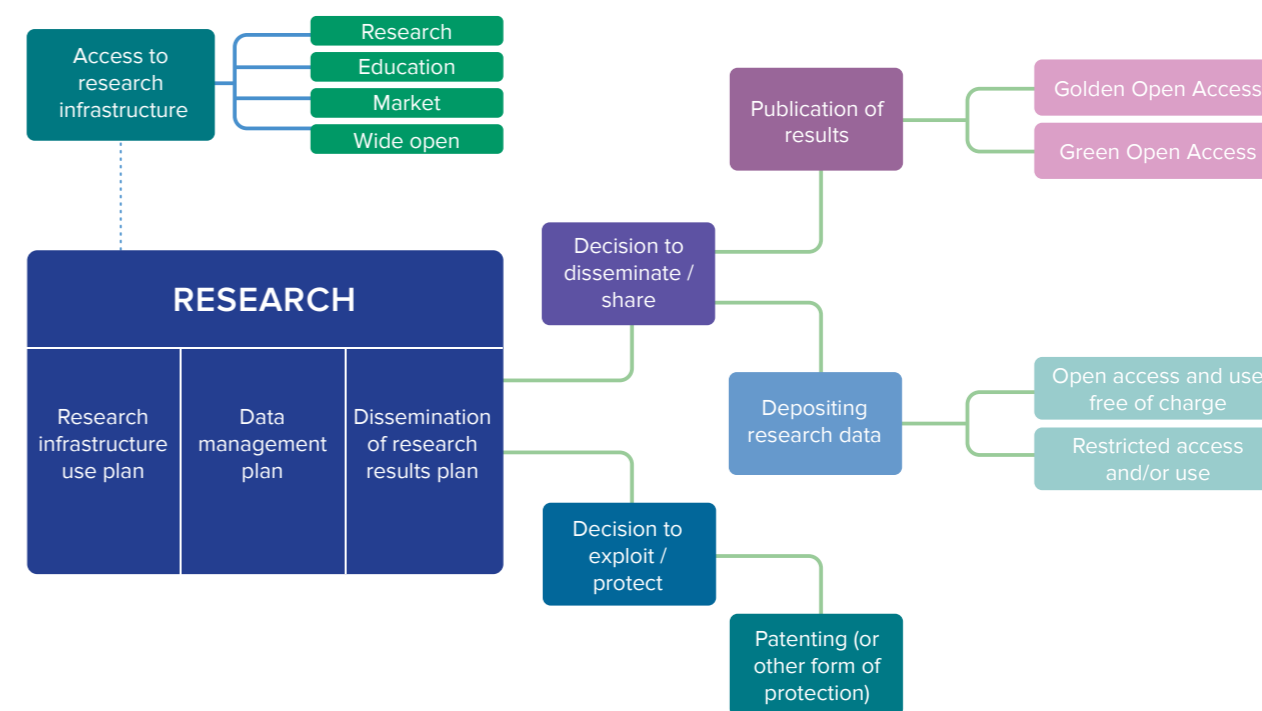 Access to
research
infrastructure
Research
Education
Market
Wide open
RESEARCH
Research
infrastructure
use plan
Data
management
plan
Dissemination
of research
results plan
Decision to
disseminate /
share
Decision to
exploit /
protect
Publication of
results
Depositing
research data
Patenting (or
other form of
protection)
Golden Open Access
Green Open Access
Open access and use
free of charge
Restricted access
and/or use